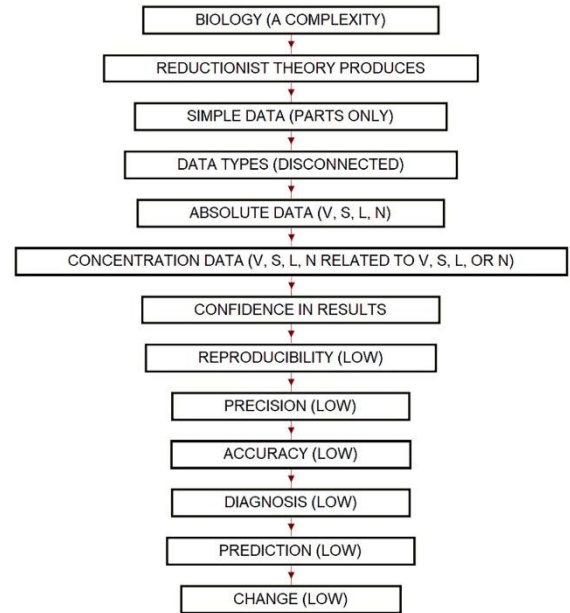 BIOLOGY (A COMPLEXITY)
REDUCTIONIST THEORY PRODUCES
SIMPLE DATA (PARTS ONLY)
DATA TYPES (DISCONNECTED)
ABSOLUTE DATA (V, S, L, N)
CONCENTRATION DATA (V, S, L, N RELATED TO V, S, L, OR N)
CONFIDENCE IN RESULTS
REPRODUCIBILITY (LOW)
PRECISION (LOW)
ACCURACY (LOW)
DIAGNOSIS (LOW)
PREDICTION (LOW)
CHANGE (LOW)